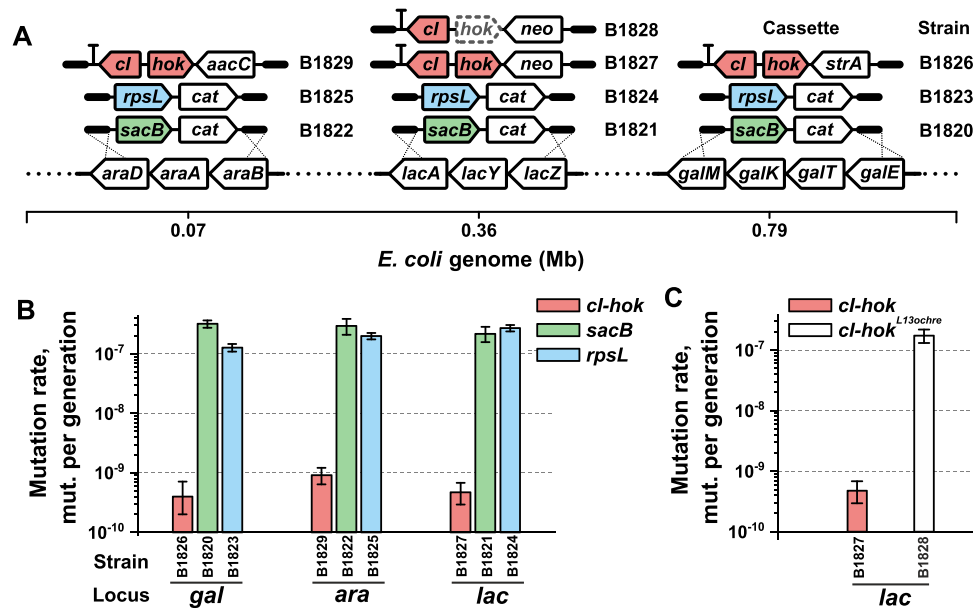 A
cI hok neo B1828 Cassette Strain
cI hok aacC B1829 cI hok neo B1827 cI hok strA B1826
rpsL cat B1825 rpsL cat B1824 rpsL cat B1823
sacB cat B1822 sacB cat B1821 sacB cat B1820
araD araA araB lacA lacY lacZ galM galK galT galE
0.07 0.36 0.79
E. coli genome (Mb)
B
Mutation rate,
mut. per generation
10⁻⁷
10⁻⁸
10⁻⁹
10⁻¹⁰
cI-hok
sacB
rpsL
Strain B1826 B1820 B1823 B1829 B1822 B1825 B1827 B1821 B1824
Locus gal ara lac
C
Mutation rate,
mut. per generation
10⁻⁷
10⁻⁸
10⁻⁹
10⁻¹⁰
cI-hok
cI-hok L13ochre
B1827 B1828
lac